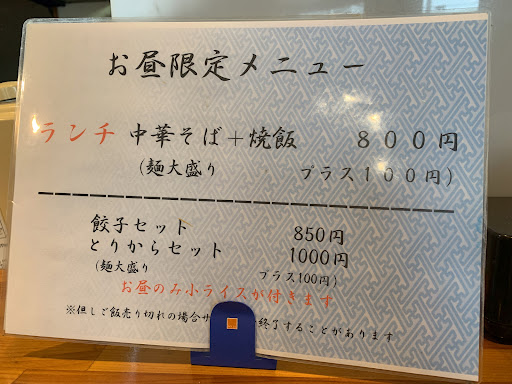 お昼限定メニュー
ランチ 中華そば＋焼飯 800円
(麺大盛り プラス100円)
餃子セット 850円
とりからセット 1000円
(麺大盛り プラス100円)
お昼のみ小ライスが付きます
※但しご飯売り切れの場合サ 終了することがあります